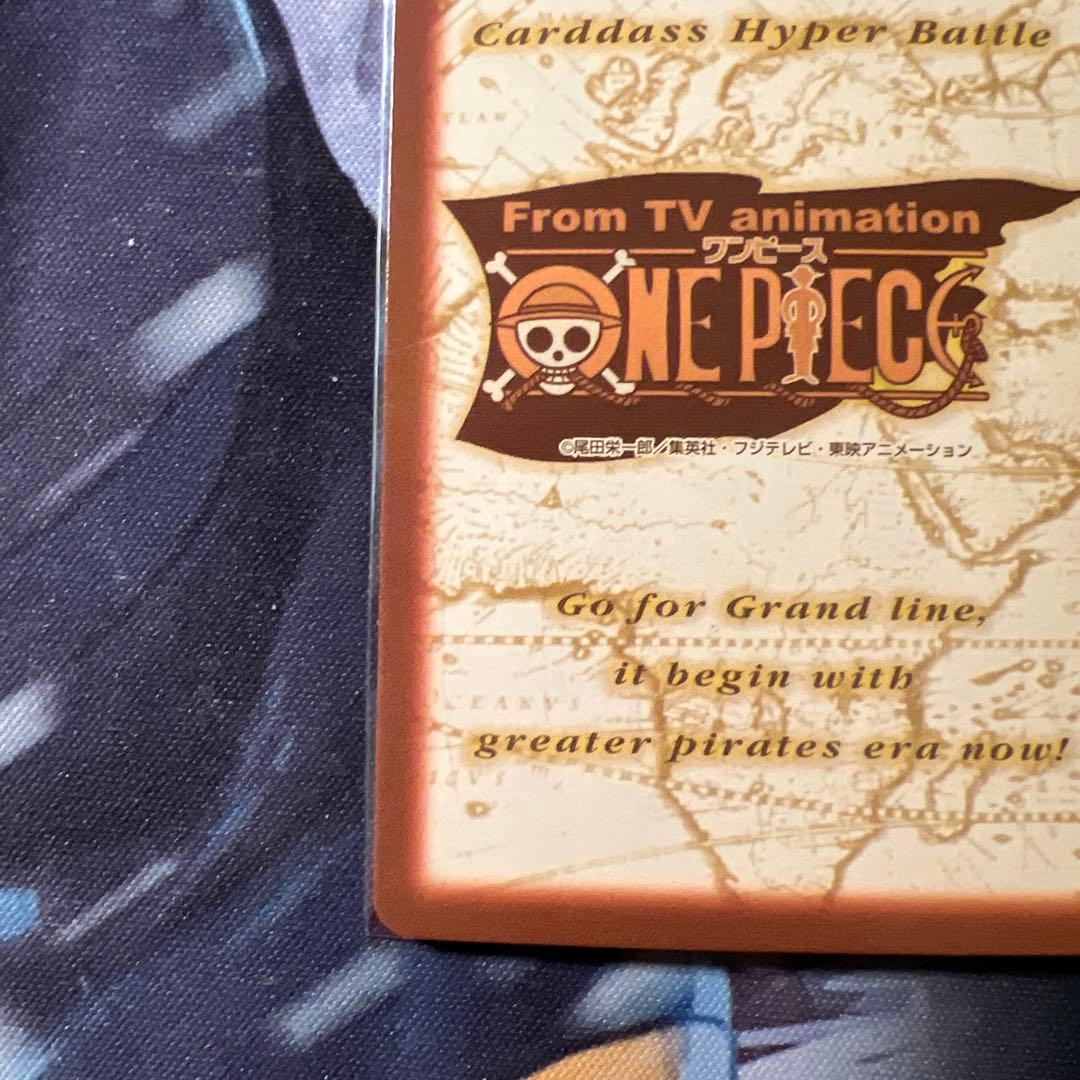 Carddass Hyper Battle
From TV animation
ワンピース
ONE PIECE
©尾田栄一郎/集英社・フジテレビ・東映アニメーション
Go for Grand line,
it begin with
greater pirates era now!